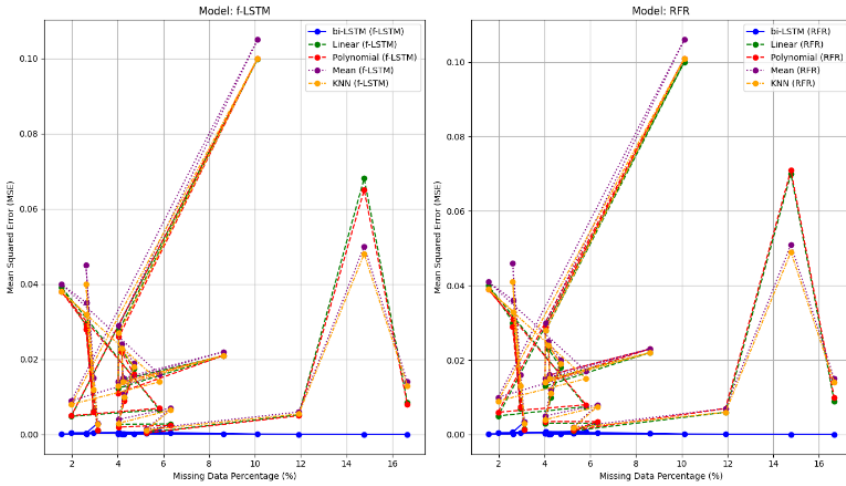 Model: f-LSTM
bi-LSTM (f-LSTM)
Linear (f-LSTM)
Polynomial (f-LSTM)
Mean (f-LSTM)
KNN (f-LSTM)
Mean Squared Error (MSE)
0.10
0.08
0.06
0.04
0.02
0.00
2 4 6 8 10 12 14 16
Missing Data Percentage (%)
Model: RFR
bi-LSTM (RFR)
Linear (RFR)
Polynomial (RFR)
Mean (RFR)
KNN (RFR)
Mean Squared Error (MSE)
0.10
0.08
0.06
0.04
0.02
0.00
2 4 6 8 10 12 14 16
Missing Data Percentage (%)